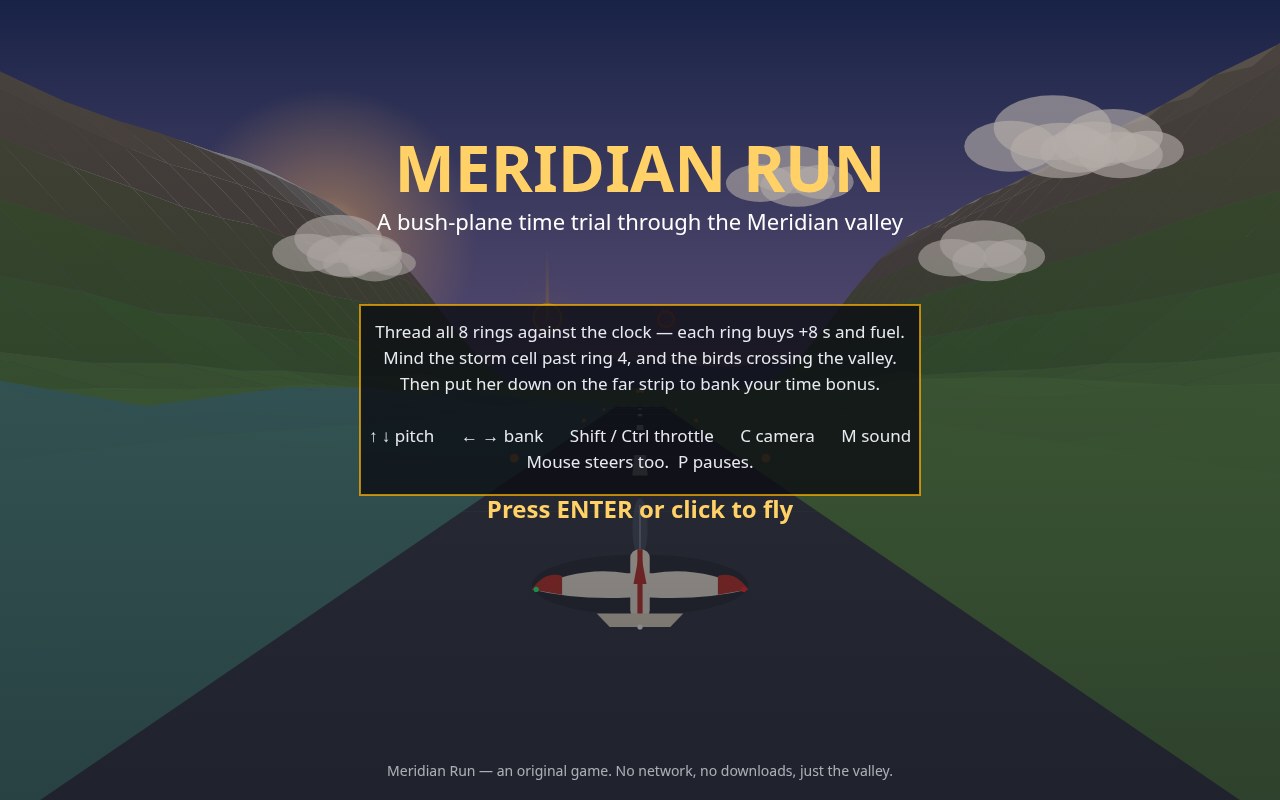 MERIDIAN RUN
A bush-plane time trial through the Meridian valley
Thread all 8 rings against the clock — each ring buys +8 s and fuel.
Mind the storm cell past ring 4, and the birds crossing the valley.
Then put her down on the far strip to bank your time bonus.
↑ ↓ pitch ← → bank Shift / Ctrl throttle C camera M sound
Mouse steers too. P pauses.
Press ENTER or click to fly
Meridian Run — an original game. No network, no downloads, just the valley.